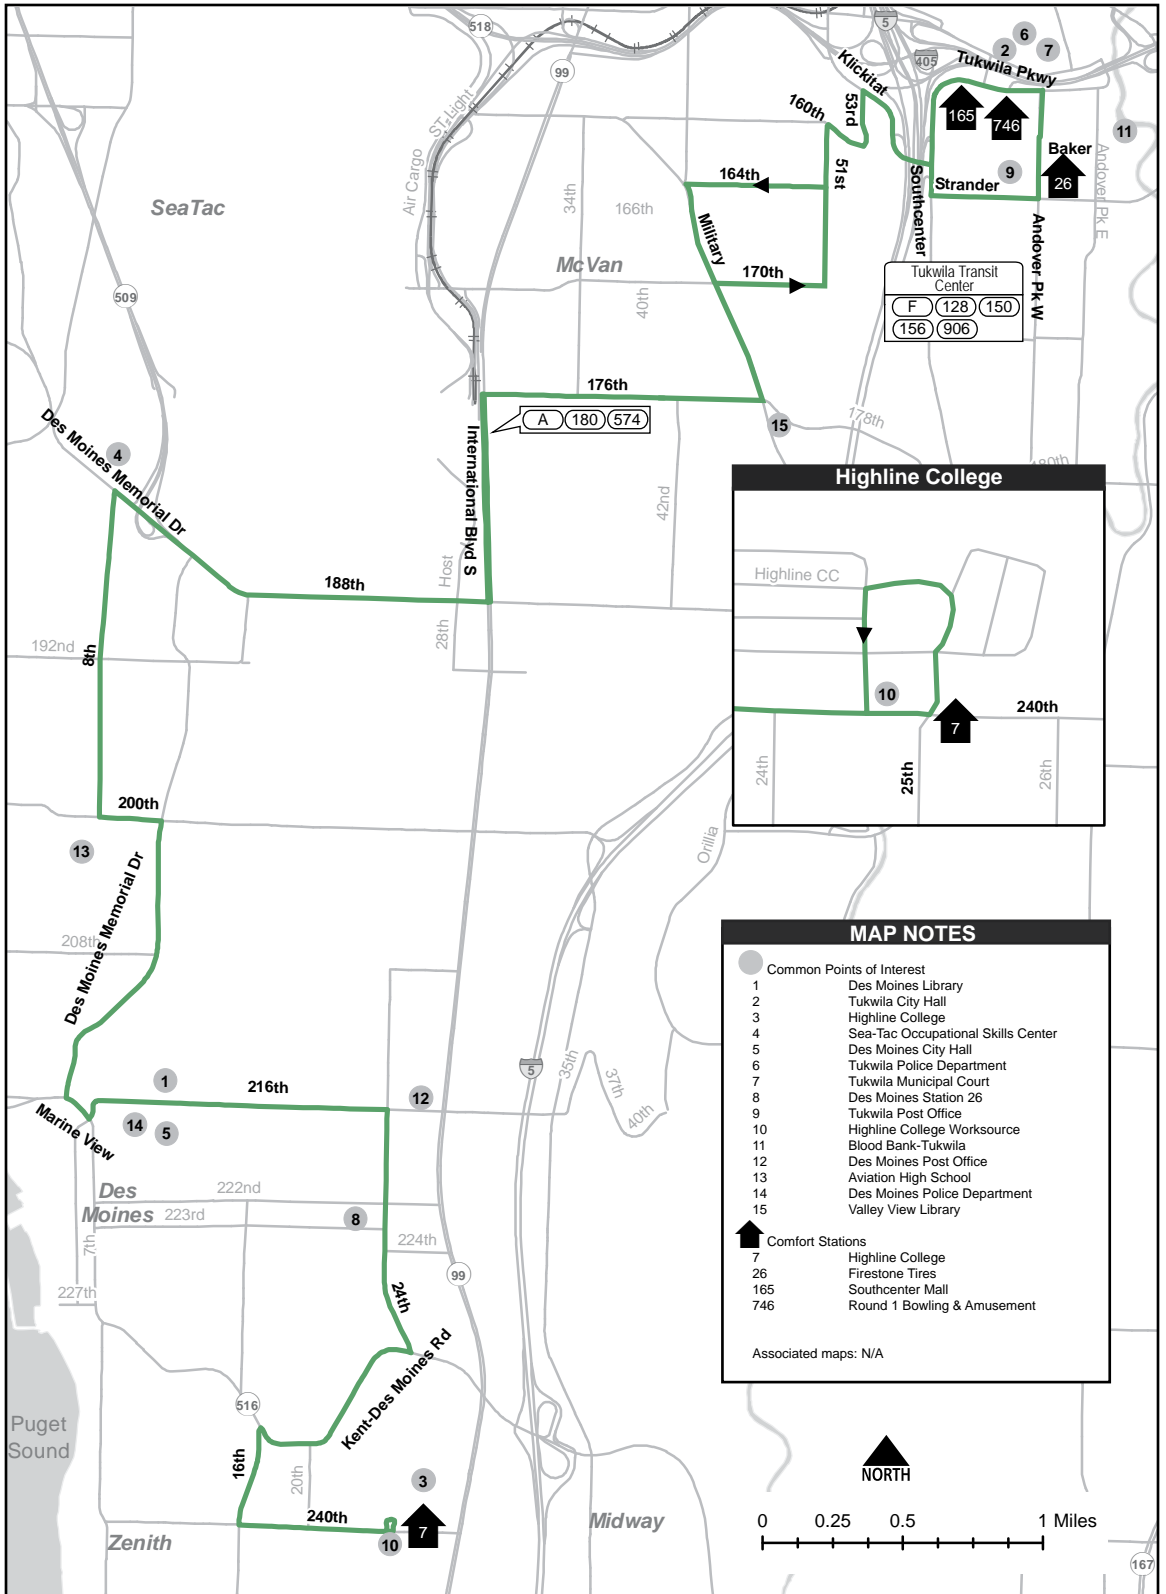 518
99
5
405
6
2
7
Tukwila Pkwy
Klickitat
53rd
160th
165
746
11
Baker
26
9
Strander
Andover Pk E
Southcenter
51st
164th
34th
166th
Military
ST-Light
Air Cargo
SeaTac
McVan
170th
40th
Andover Pk W
Tukwila Transit
Center
F 128 150
156 906
509
176th
A 180 574
15
178th
International Blvd S
42nd
4
Des Moines Memorial Dr
188th
Host
28th
192nd
8th
200th
13
Des Moines Memorial Dr
208th
Orillia
Highline College
Highline CC
10
240th
7
24th
25th
26th
5
35th
37th
40th
1
216th
12
Marine View
14
5
Des
Moines
222nd
223rd
8
7th
224th
227th
99
24th
Kent-Des Moines Rd
516
Puget
Sound
16th
20th
3
240th
7
10
Zenith
Midway
MAP NOTES
Common Points of Interest
1 Des Moines Library
2 Tukwila City Hall
3 Highline College
4 Sea-Tac Occupational Skills Center
5 Des Moines City Hall
6 Tukwila Police Department
7 Tukwila Municipal Court
8 Des Moines Station 26
9 Tukwila Post Office
10 Highline College Worksource
11 Blood Bank-Tukwila
12 Des Moines Post Office
13 Aviation High School
14 Des Moines Police Department
15 Valley View Library
Comfort Stations
7 Highline College
26 Firestone Tires
165 Southcenter Mall
746 Round 1 Bowling & Amusement
Associated maps: N/A
NORTH
0 0.25 0.5 1 Miles
167